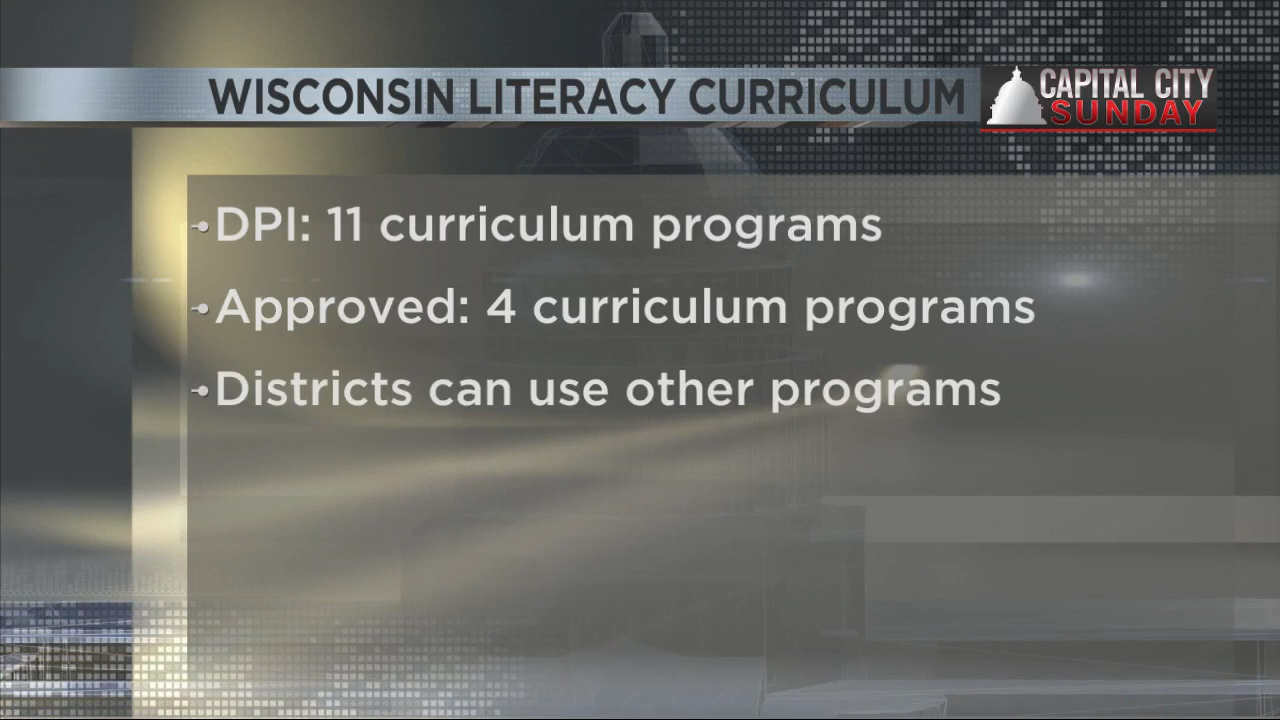 WISCONSIN LITERACY CURRICULUM
CAPITAL CITY
SUNDAY
DPI: 11 curriculum programs
Approved: 4 curriculum programs
Districts can use other programs